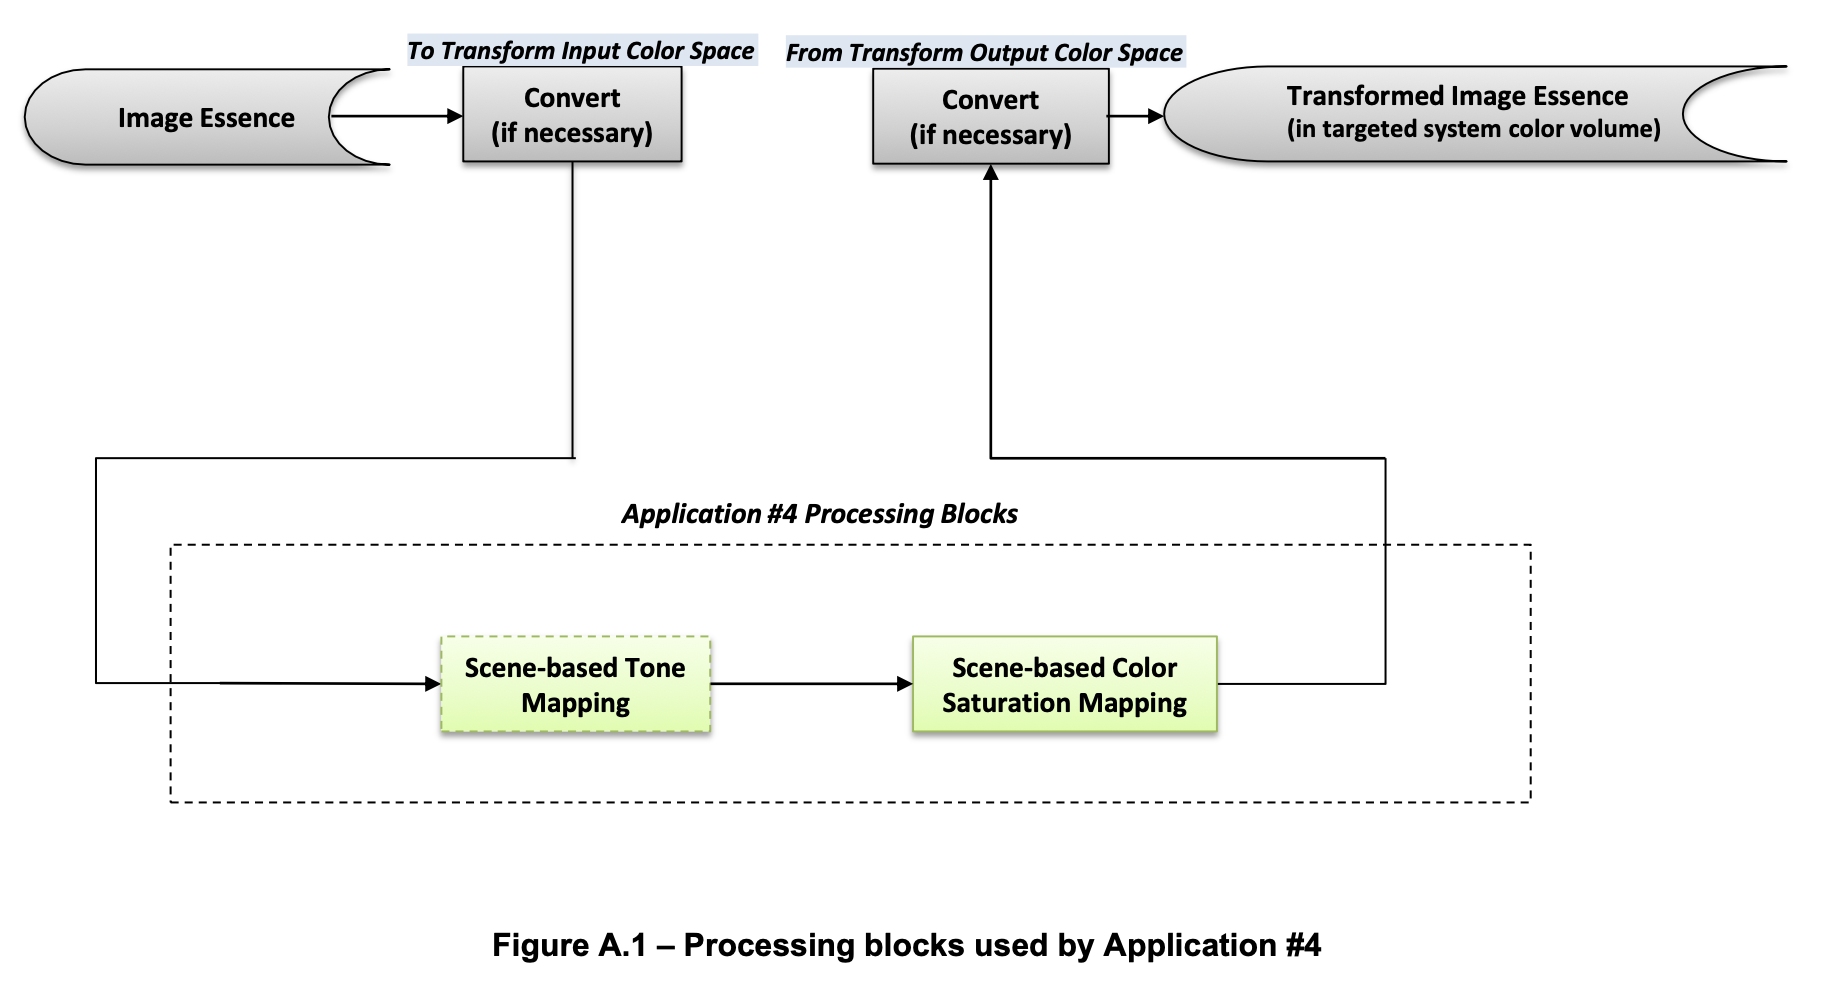 To Transform Input Color Space
From Transform Output Color Space
Image Essence
Convert
(if necessary)
Convert
(if necessary)
Transformed Image Essence
(in targeted system color volume)
Application #4 Processing Blocks
Scene-based Tone
Mapping
Scene-based Color
Saturation Mapping
Figure A.1 – Processing blocks used by Application #4